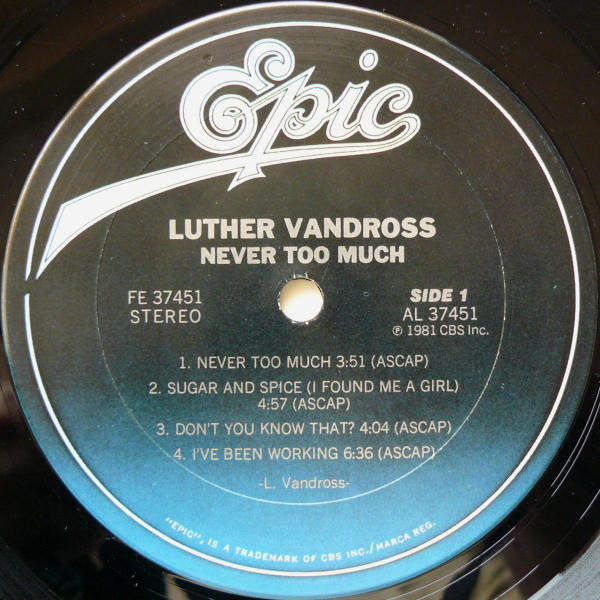 Epic
LUTHER VANDROSS
NEVER TOO MUCH
FE 37451
STEREO
SIDE 1
AL 37451
℗ 1981 CBS Inc.
1. NEVER TOO MUCH 3:51 (ASCAP)
2. SUGAR AND SPICE (I FOUND ME A GIRL)
4:57 (ASCAP)
3. DON'T YOU KNOW THAT? 4:04 (ASCAP)
4. I'VE BEEN WORKING 6:36 (ASCAP)
-L. Vandross-
"EPIC", IS A TRADEMARK OF CBS INC./MARCA REG.